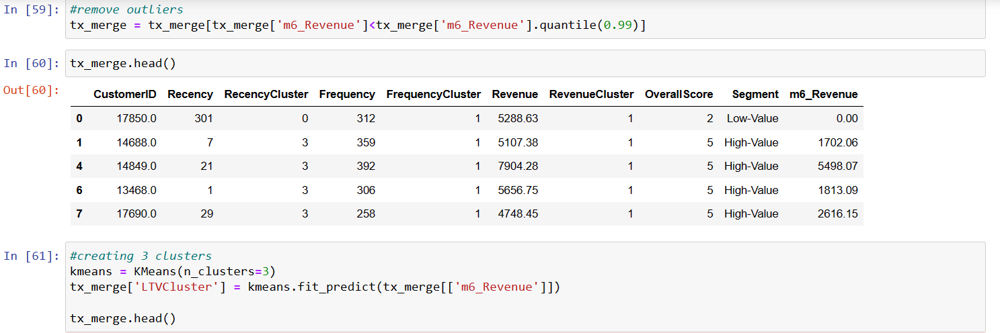 In [59]: #remove outliers
tx_merge = tx_merge[tx_merge['m6_Revenue']<tx_merge['m6_Revenue'].quantile(0.99)]
In [60]: tx_merge.head()
Out[60]:
CustomerID Recency RecencyCluster Frequency FrequencyCluster Revenue RevenueCluster OverallScore Segment m6_Revenue
0 17850.0 301 0 312 1 5288.63 1 2 Low-Value 0.00
1 14688.0 7 3 359 1 5107.38 1 5 High-Value 1702.06
4 14849.0 21 3 392 1 7904.28 1 5 High-Value 5498.07
6 13468.0 1 3 306 1 5656.75 1 5 High-Value 1813.09
7 17690.0 29 3 258 1 4748.45 1 5 High-Value 2616.15
In [61]: #creating 3 clusters
kmeans = KMeans(n_clusters=3)
tx_merge['LTVCluster'] = kmeans.fit_predict(tx_merge[['m6_Revenue']])
tx_merge.head()